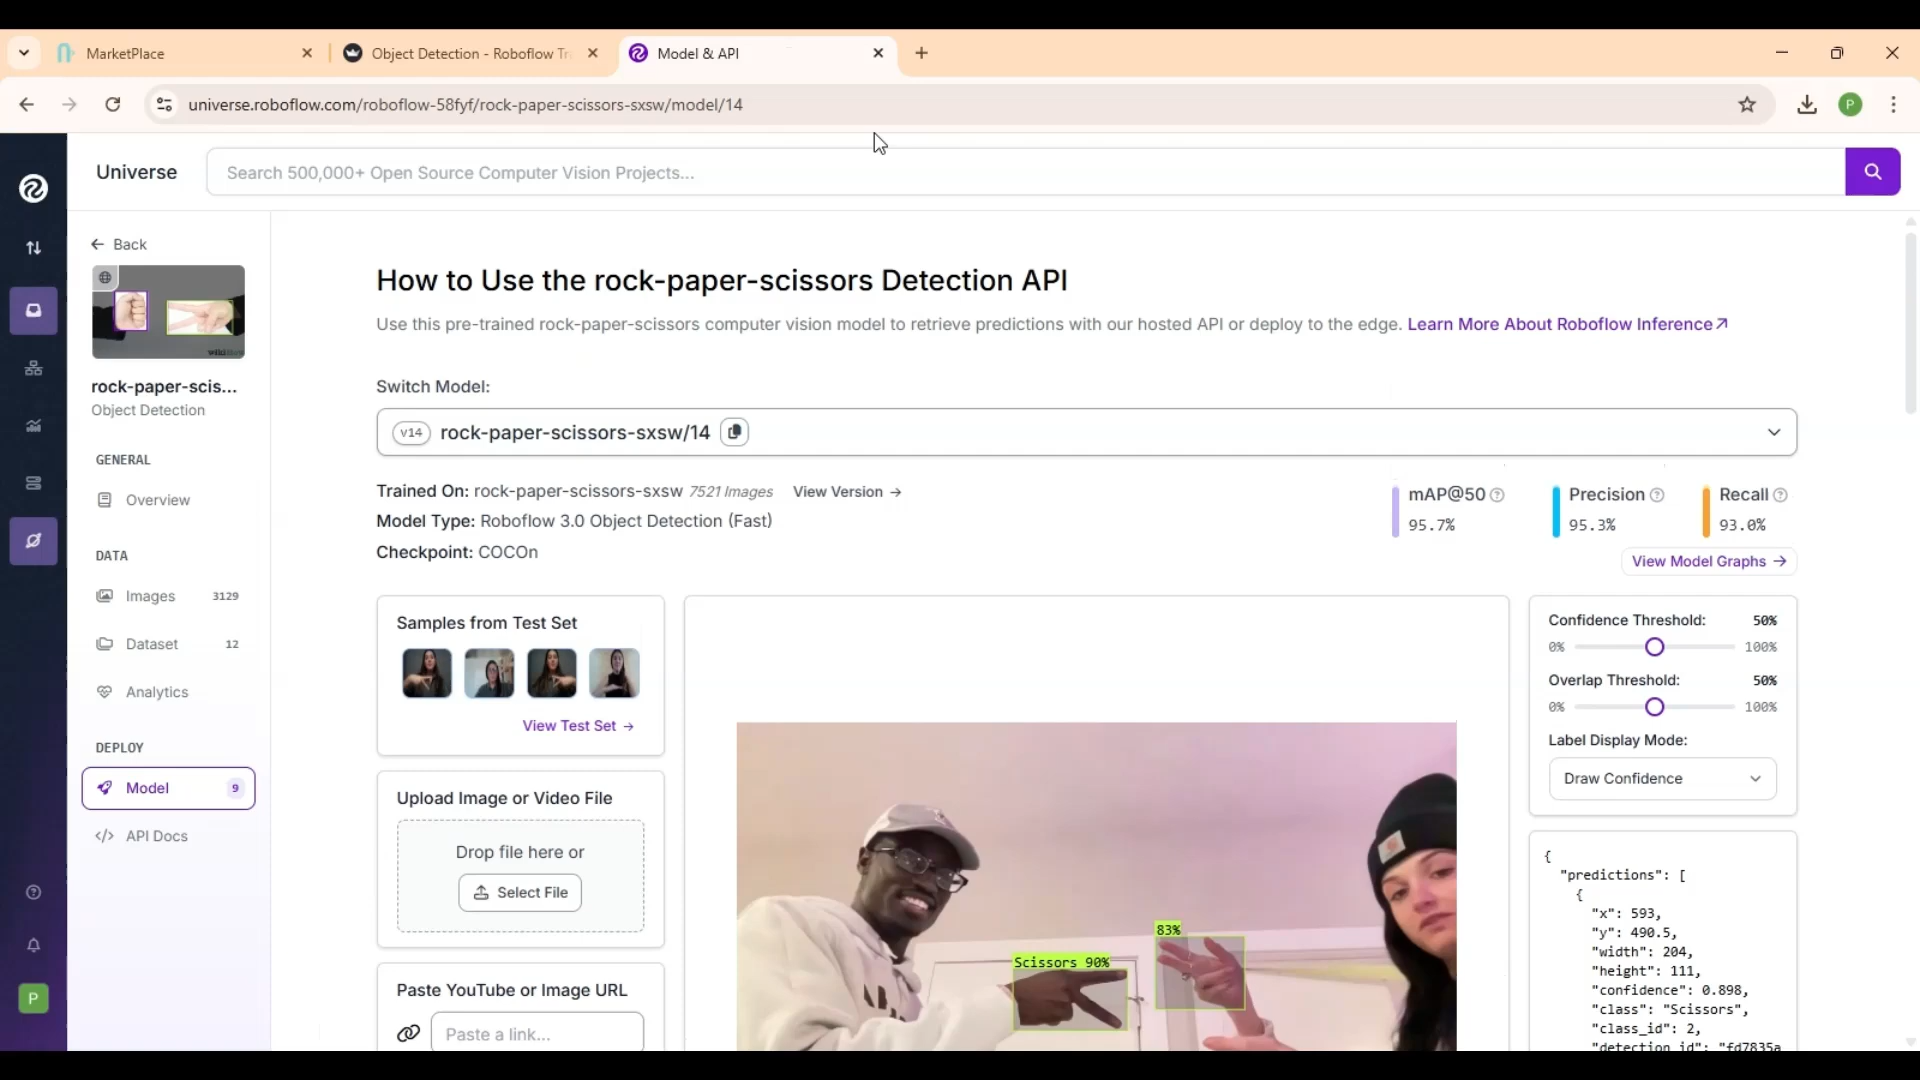 MarketPlace
Object Detection - Roboflow Tr
Model & API
universe.roboflow.com/roboflow-58fyf/rock-paper-scissors-sxsw/model/14
P
Universe
Search 500,000+ Open Source Computer Vision Projects...
Back
rock-paper-scis...
Object Detection
GENERAL
Overview
DATA
Images 3129
Dataset 12
Analytics
DEPLOY
Model 9
</> API Docs
P
How to Use the rock-paper-scissors Detection API
Use this pre-trained rock-paper-scissors computer vision model to retrieve predictions with our hosted API or deploy to the edge. Learn More About Roboflow Inference
Switch Model:
v14 rock-paper-scissors-sxsw/14
Trained On: rock-paper-scissors-sxsw 7521 Images View Version →
Model Type: Roboflow 3.0 Object Detection (Fast)
Checkpoint: COCOn
mAP@50
95.7%
Precision
95.3%
Recall
93.0%
View Model Graphs →
Samples from Test Set
View Test Set →
Upload Image or Video File
Drop file here or
Select File
Paste YouTube or Image URL
Paste a link...
83%
Scissors 90%
Confidence Threshold: 50%
0% 100%
Overlap Threshold: 50%
0% 100%
Label Display Mode:
Draw Confidence
{
"predictions": [
{
"x": 593,
"y": 490.5,
"width": 204,
"height": 111,
"confidence": 0.898,
"class": "Scissors",
"class_id": 2,
"detection_id": "fd7835a